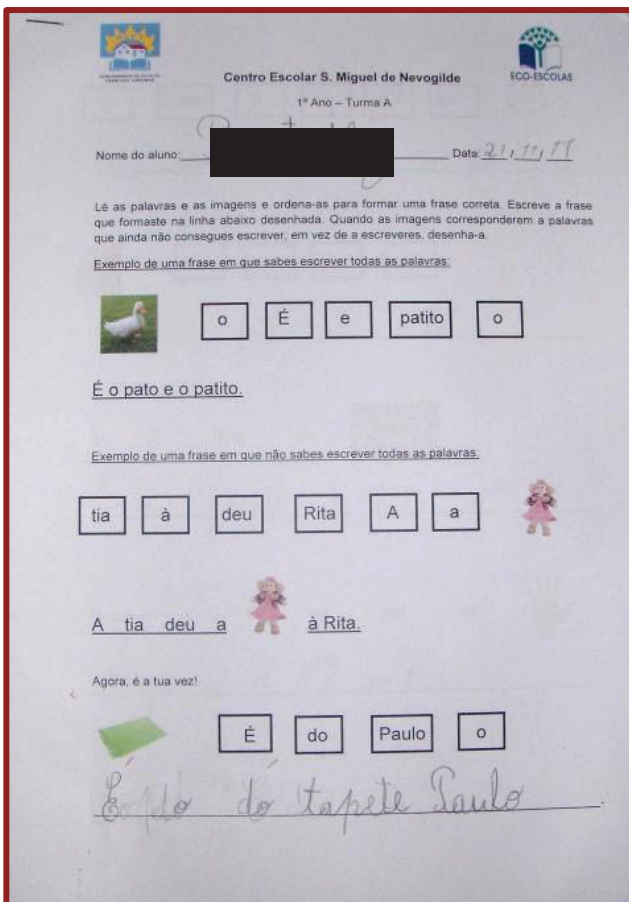 ECO-ESCOLAS
Centro Escolar S. Miguel de Nevogilde
1º Ano – Turma A
Nome do aluno: Data: 21, 11, 11
Lê as palavras e as imagens e ordena-as para formar uma frase correta. Escreve a frase
que formaste na linha abaixo desenhada. Quando as imagens corresponderem a palavras
que ainda não consegues escrever, em vez de a escreveres, desenha-a.
Exemplo de uma frase em que sabes escrever todas as palavras:
o É e patito o
É o pato e o patito.
Exemplo de uma frase em que não sabes escrever todas as palavras:
tia à deu Rita A a
A tia deu a à Rita.
Agora, é a tua vez!
É do Paulo o
do tapete Paulo